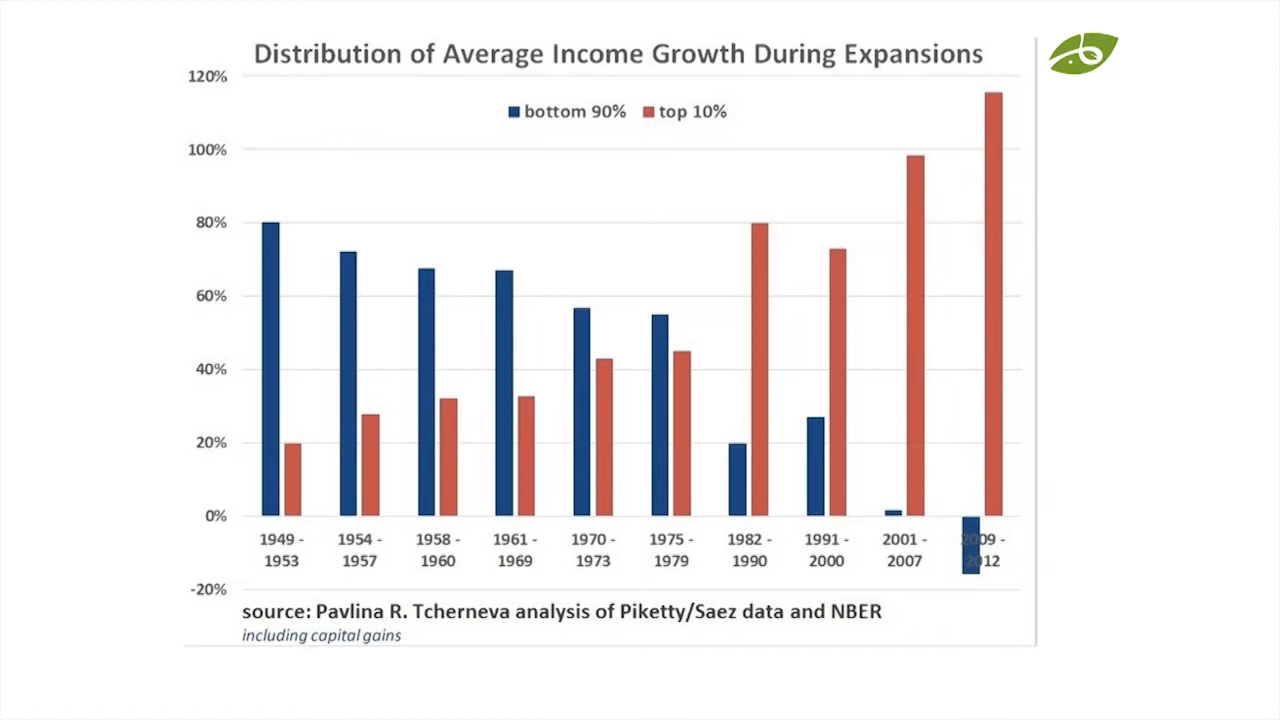 Distribution of Average Income Growth During Expansions
120%
bottom 90% top 10%
100%
80%
60%
40%
20%
0%
1949 - 1954 - 1958 - 1961 - 1970 - 1975 - 1982 - 1991 - 2001 - 2009 -
1953 1957 1960 1969 1973 1979 1990 2000 2007 2012
-20%
source: Pavlina R. Tcherneva analysis of Piketty/Saez data and NBER
including capital gains